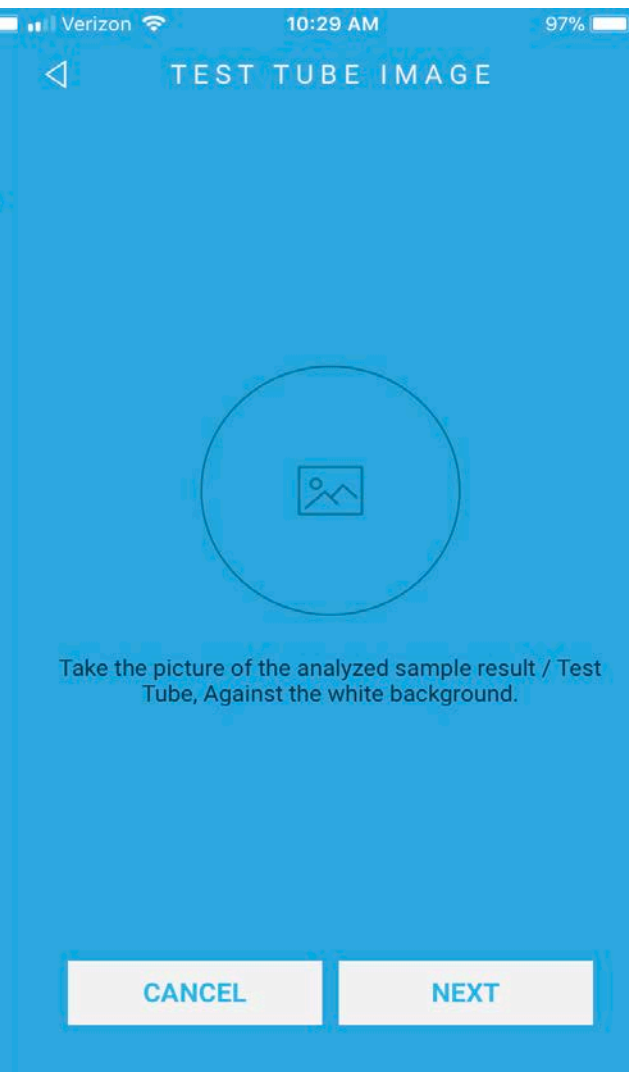 Verizon 10:29 AM 97%
TEST TUBE IMAGE
Take the picture of the analyzed sample result / Test
Tube, Against the white background.
CANCEL NEXT